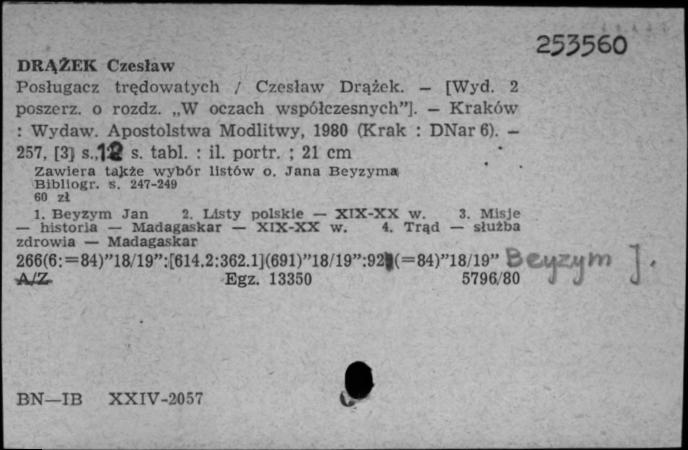 253560
DRĄŻEK Czesław
Posługacz trędowatych / Czesław Drążek. — [Wyd. 2
poszerz. o rozdz. „W oczach współczesnych”]. — Kraków
: Wydaw. Apostolstwa Modlitwy, 1980 (Krak : DNar 6). —
257, [3] s., 12 s. tabl. : il. portr. ; 21 cm
Zawiera także wybór listów o. Jana Beyzyma
Bibliogr. s. 247-249
60 zł
1. Beyzym Jan 2. Listy polskie — XIX-XX w. 3. Misje
— historia — Madagaskar — XIX-XX w. 4. Trąd — służba
zdrowia — Madagaskar
266(6:=84)”18/19”:[614.2:362.1](691)”18/19”:92(=84)”18/19” Beyzym J.
A/Z Egz. 13350 5796/80
BN—IB XXIV-2057